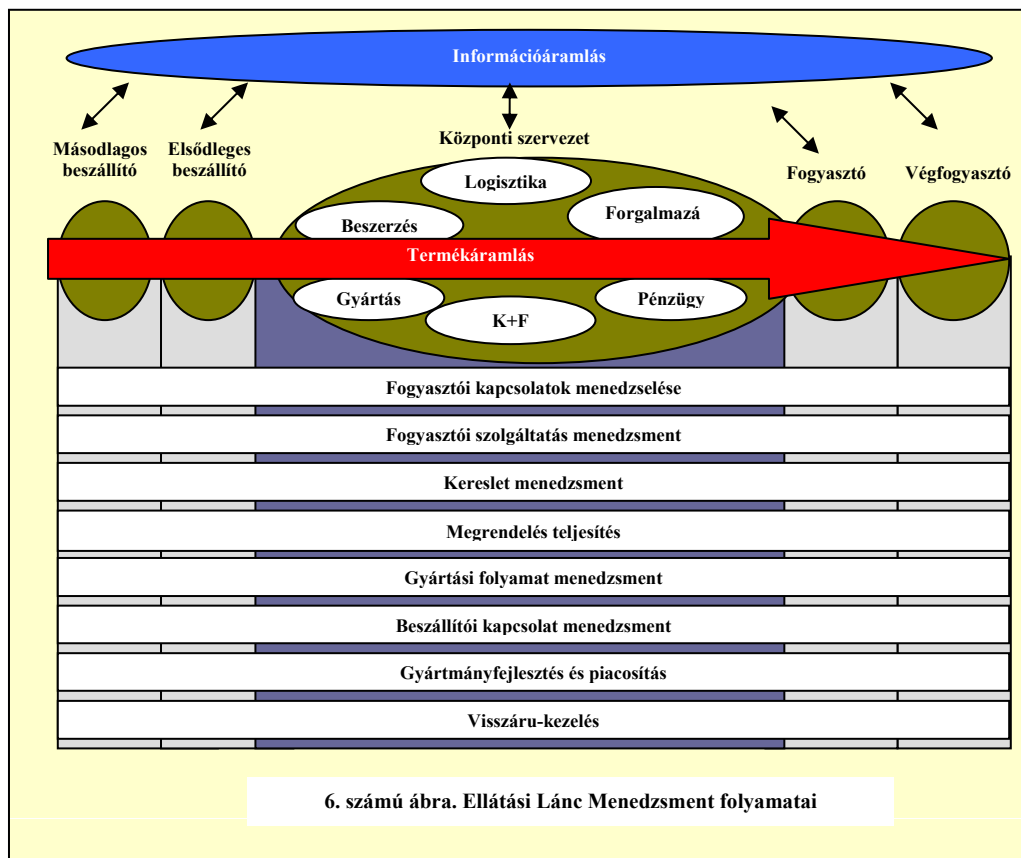 Információáramlás
Központi szervezet
Másodlagos
beszállító
Elsődleges
beszállító
Fogyasztó
Végfogyasztó
Logisztika
Beszerzés
Forgalmazá
Termékáramlás
Gyártás
K+F
Pénzügy
Fogyasztói kapcsolatok menedzselése
Fogyasztói szolgáltatás menedzsment
Kereslet menedzsment
Megrendelés teljesítés
Gyártási folyamat menedzsment
Beszállítói kapcsolat menedzsment
Gyártmányfejlesztés és piacosítás
Visszáru-kezelés
6. számú ábra. Ellátási Lánc Menedzsment folyamatai